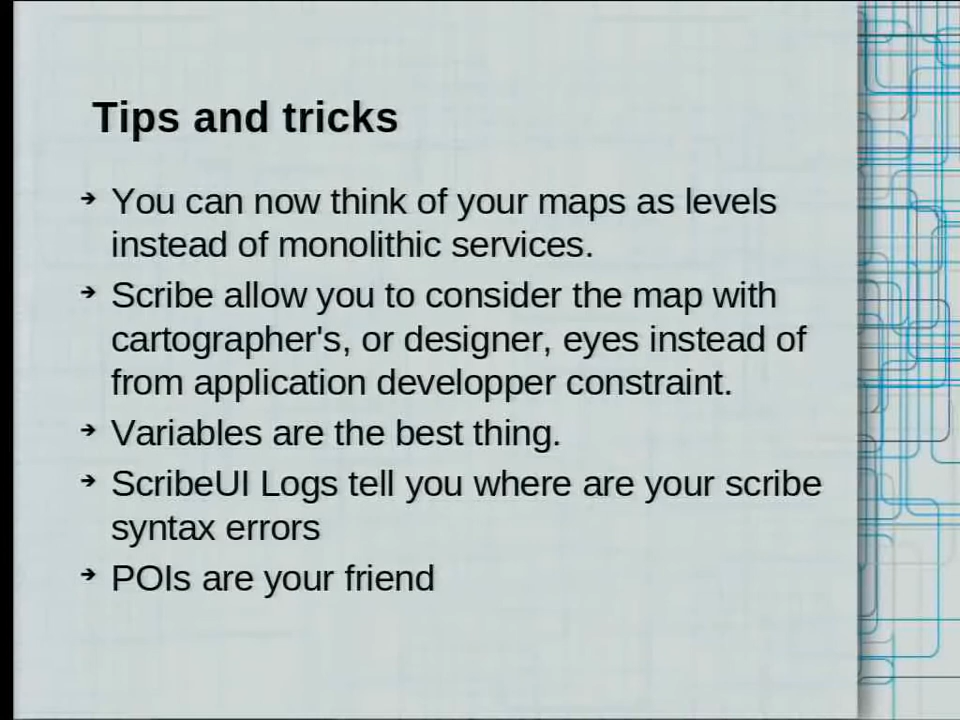 Tips and tricks
➔ You can now think of your maps as levels
instead of monolithic services.
➔ Scribe allow you to consider the map with
cartographer's, or designer, eyes instead of
from application developper constraint.
➔ Variables are the best thing.
➔ ScribeUI Logs tell you where are your scribe
syntax errors
➔ POIs are your friend